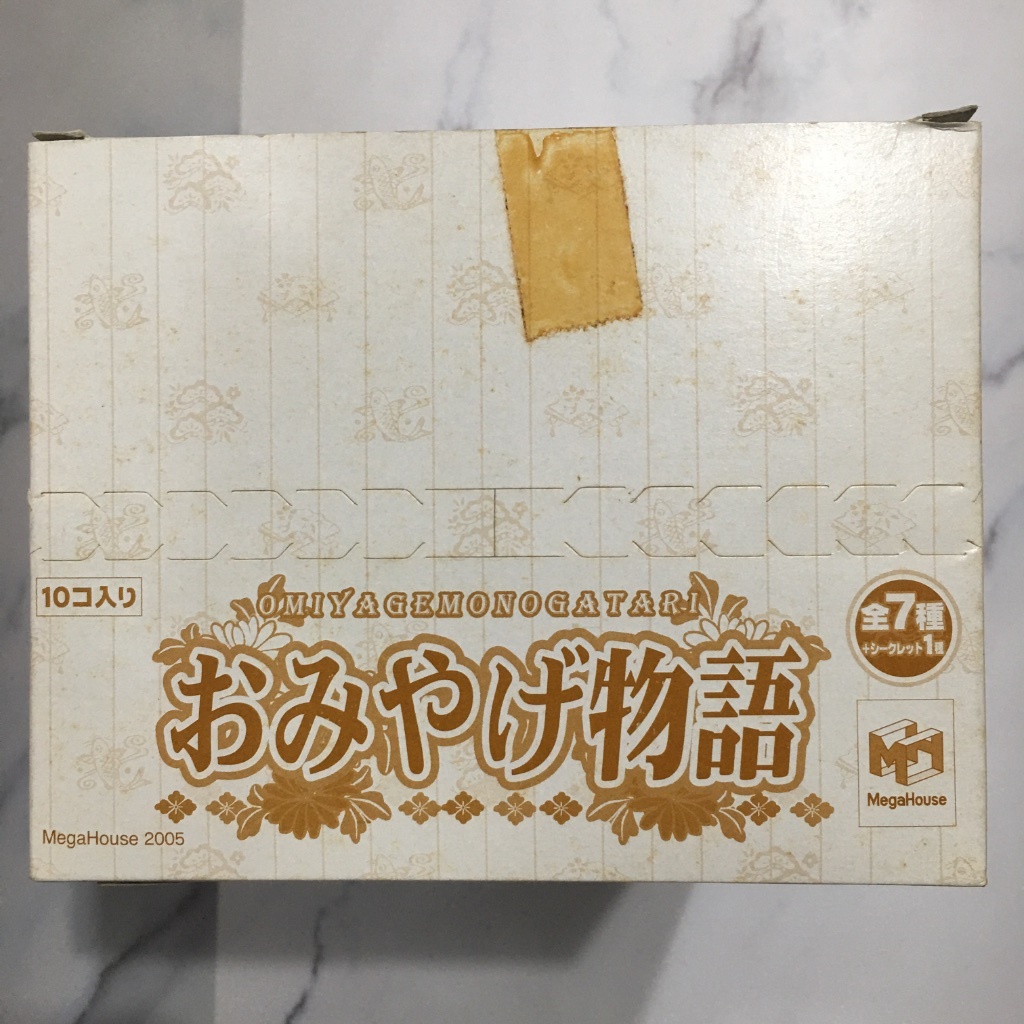 10コ入り
OMIYAGEMONOGATARI
おみやげ物語
全7種
+シークレット1種
MegaHouse
MegaHouse 2005